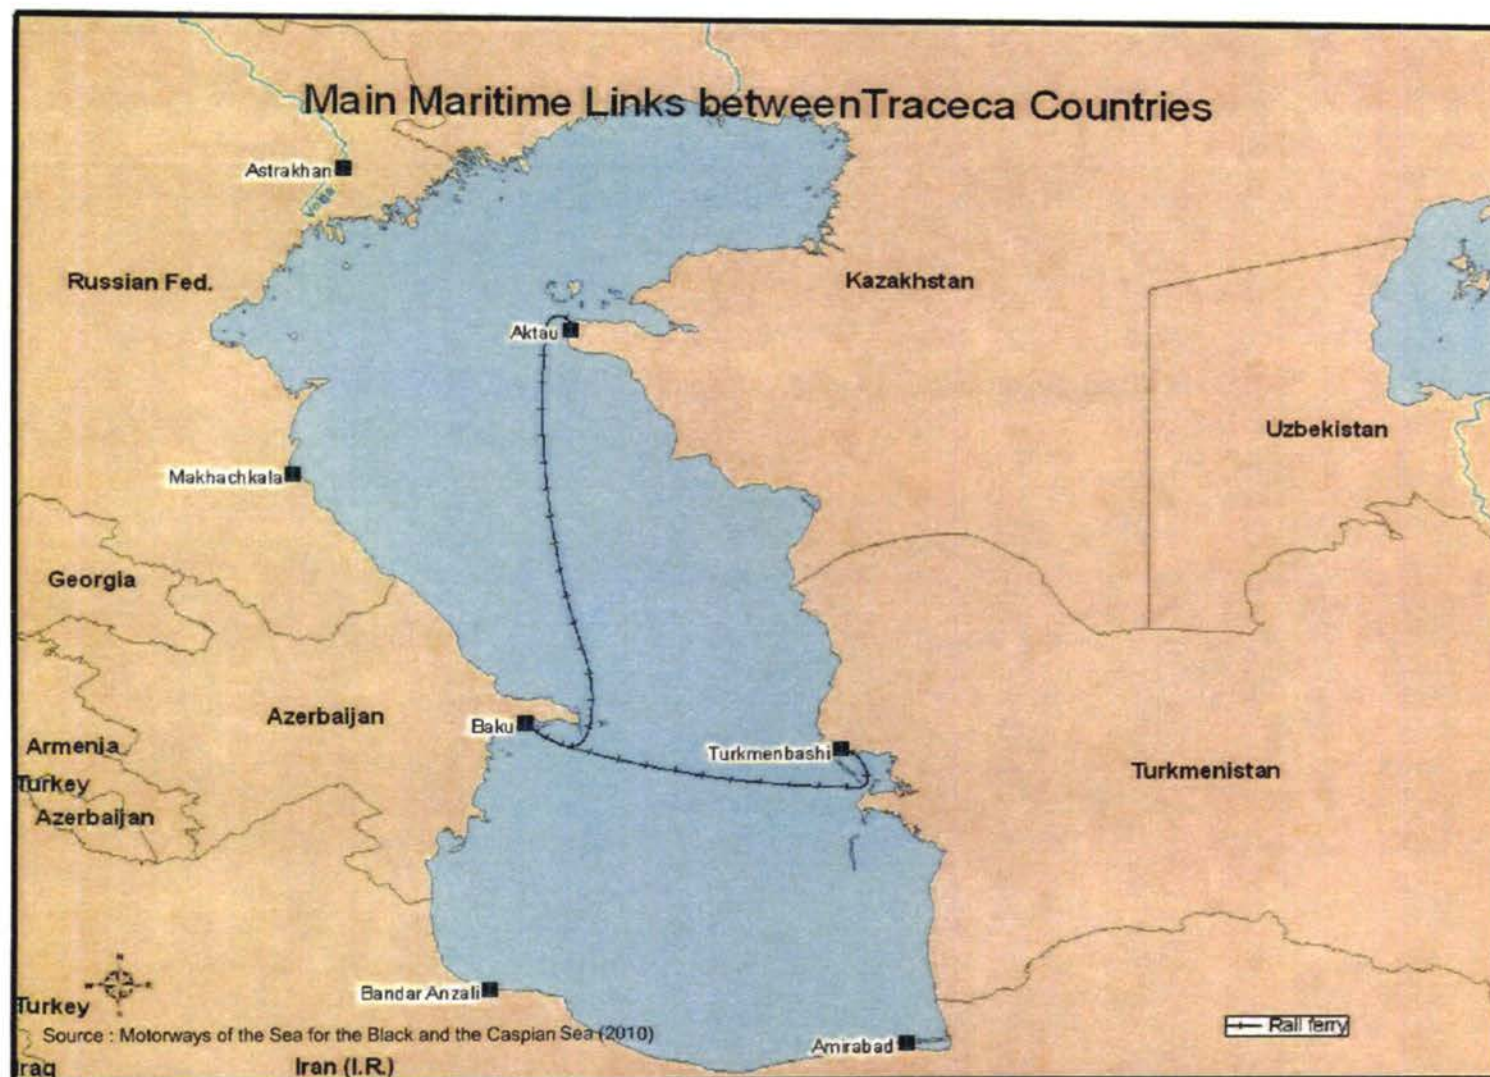 Main Maritime Links betweenTraceca Countries
Astrakhan
Volga
Russian Fed.
Kazakhstan
Aktau
Uzbekistan
Makhachkala
Georgia
Azerbaijan
Baku
Armenia
Turkmenbashi
Turkmenistan
Turkey
Azerbaijan
N
W E
S
Bandar Anzali
Turkey
Source : Motorways of the Sea for the Black and the Caspian Sea (2010)
Rail ferry
Amirabad
Iraq
Iran (I.R.)